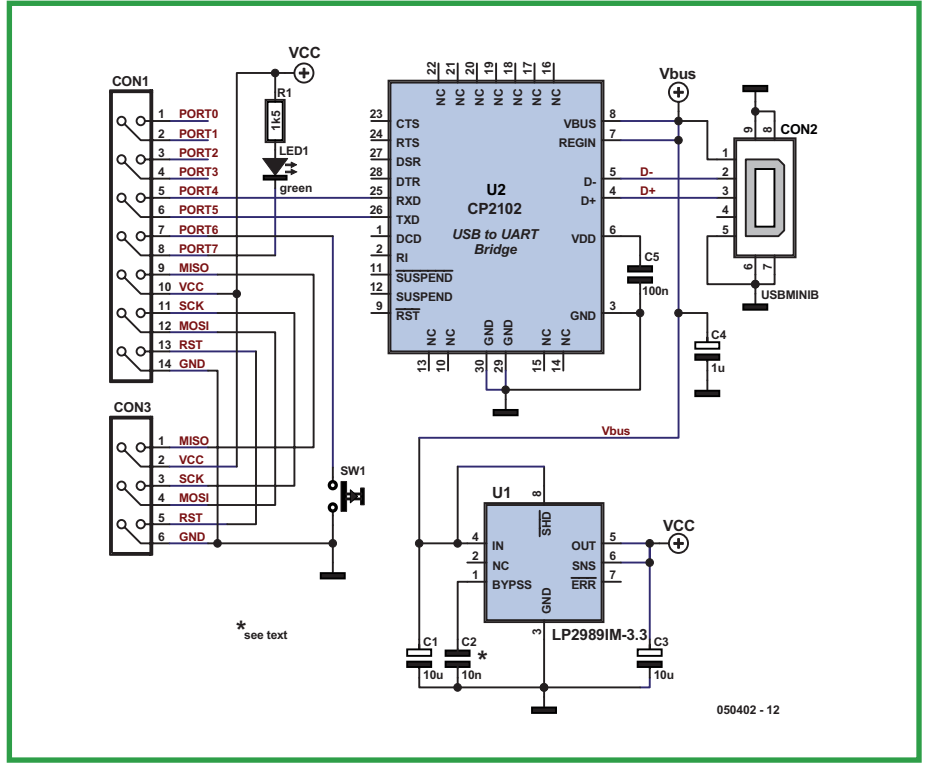 VCC
CON1
R1
1k5
LED1
green
1 PORT0
2 PORT1
3 PORT2
4 PORT3
5 PORT4
6 PORT5
7 PORT6
8 PORT7
9 MISO
10 VCC
11 SCK
12 MOSI
13 RST
14 GND
CON3
1 MISO
2 VCC
3 SCK
4 MOSI
5 RST
6 GND
SW1
*see text
22 21 20 19 18 17 16
NC NC NC NC NC NC NC
23 CTS
24 RTS
27 DSR
28 DTR
25 RXD
26 TXD
1 DCD
2 RI
11 SUSPEND
12 SUSPEND
9 RST
U2
CP2102
USB to UART
Bridge
VBUS 8
REGIN 7
D- 5
D+ 4
VDD 6
GND 3
NC NC GND GND NC NC
13 10 30 29 15 14
Vbus
D-
D+
C5
100n
CON2
9 8
1
2
3
4
5
6 7
USBMINIB
C4
1u
Vbus
U1
8
SHD
4 IN
2 NC
1 BYPSS
OUT 5
SNS 6
ERR 7
GND
3
LP2989IM-3.3
VCC
C1
10u
C2
*
10n
C3
10u
050402 - 12